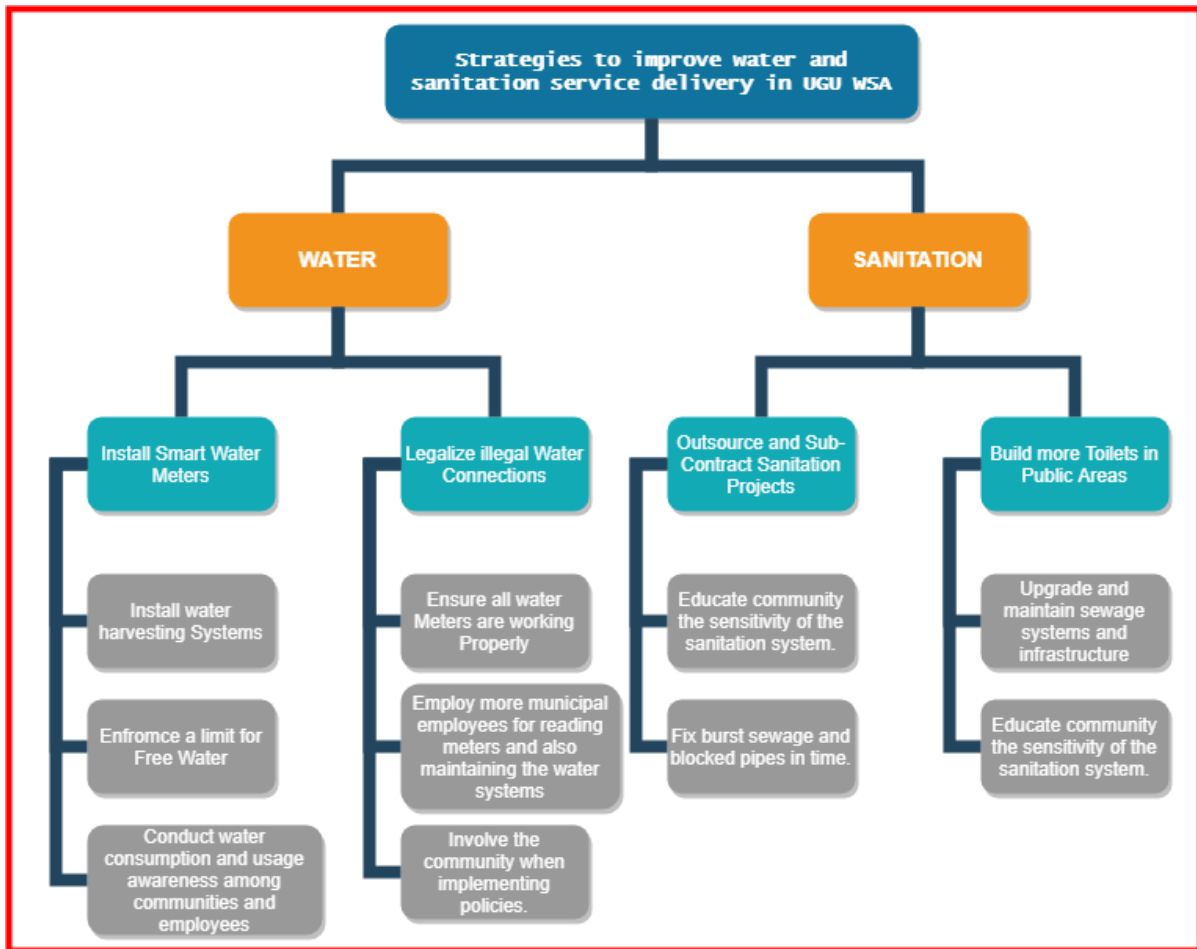 Strategies to improve water and
sanitation service delivery in UGU WSA
WATER
SANITATION
Install Smart Water
Meters
Legalize illegal Water
Connections
Outsource and Sub-
Contract Sanitation
Projects
Build more Toilets in
Public Areas
Install water
harvesting Systems
Ensure all water
Meters are working
Properly
Educate community
the sensitivity of the
sanitation system.
Upgrade and
maintain sewage
systems and
infrastructure
Enfromce a limit for
Free Water
Employ more municipal
employees for reading
meters and also
maintaining the water
systems
Fix burst sewage and
blocked pipes in time.
Educate community
the sensitivity of the
sanitation system.
Conduct water
consumption and usage
awareness among
communities and
employees
Involve the
community when
implementing
policies.